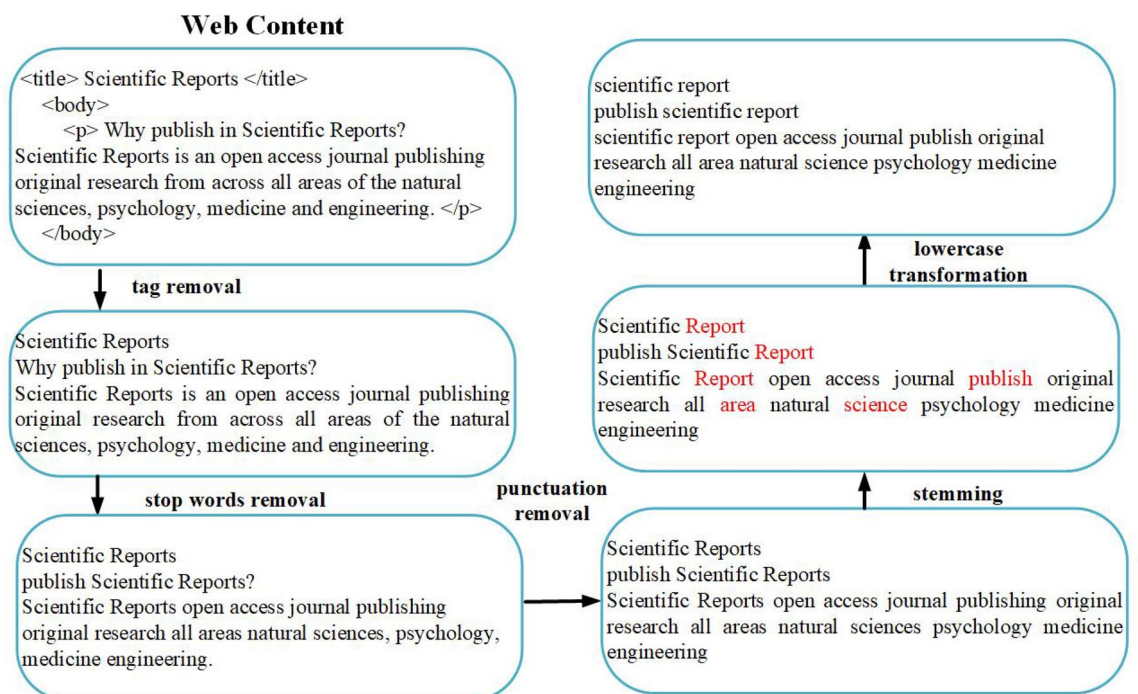 Web Content
<title> Scientific Reports </title>
<body>
<p> Why publish in Scientific Reports?
Scientific Reports is an open access journal publishing
original research from across all areas of the natural
sciences, psychology, medicine and engineering. </p>
</body>
tag removal
Scientific Reports
Why publish in Scientific Reports?
Scientific Reports is an open access journal publishing
original research from across all areas of the natural
sciences, psychology, medicine and engineering.
stop words removal
Scientific Reports
publish Scientific Reports?
Scientific Reports open access journal publishing
original research all areas natural sciences, psychology,
medicine engineering.
punctuation
removal
Scientific Reports
publish Scientific Reports
Scientific Reports open access journal publishing original
research all areas natural sciences psychology medicine
engineering
stemming
Scientific Report
publish Scientific Report
Scientific Report open access journal publish original
research all area natural science psychology medicine
engineering
lowercase
transformation
scientific report
publish scientific report
scientific report open access journal publish original
research all area natural science psychology medicine
engineering